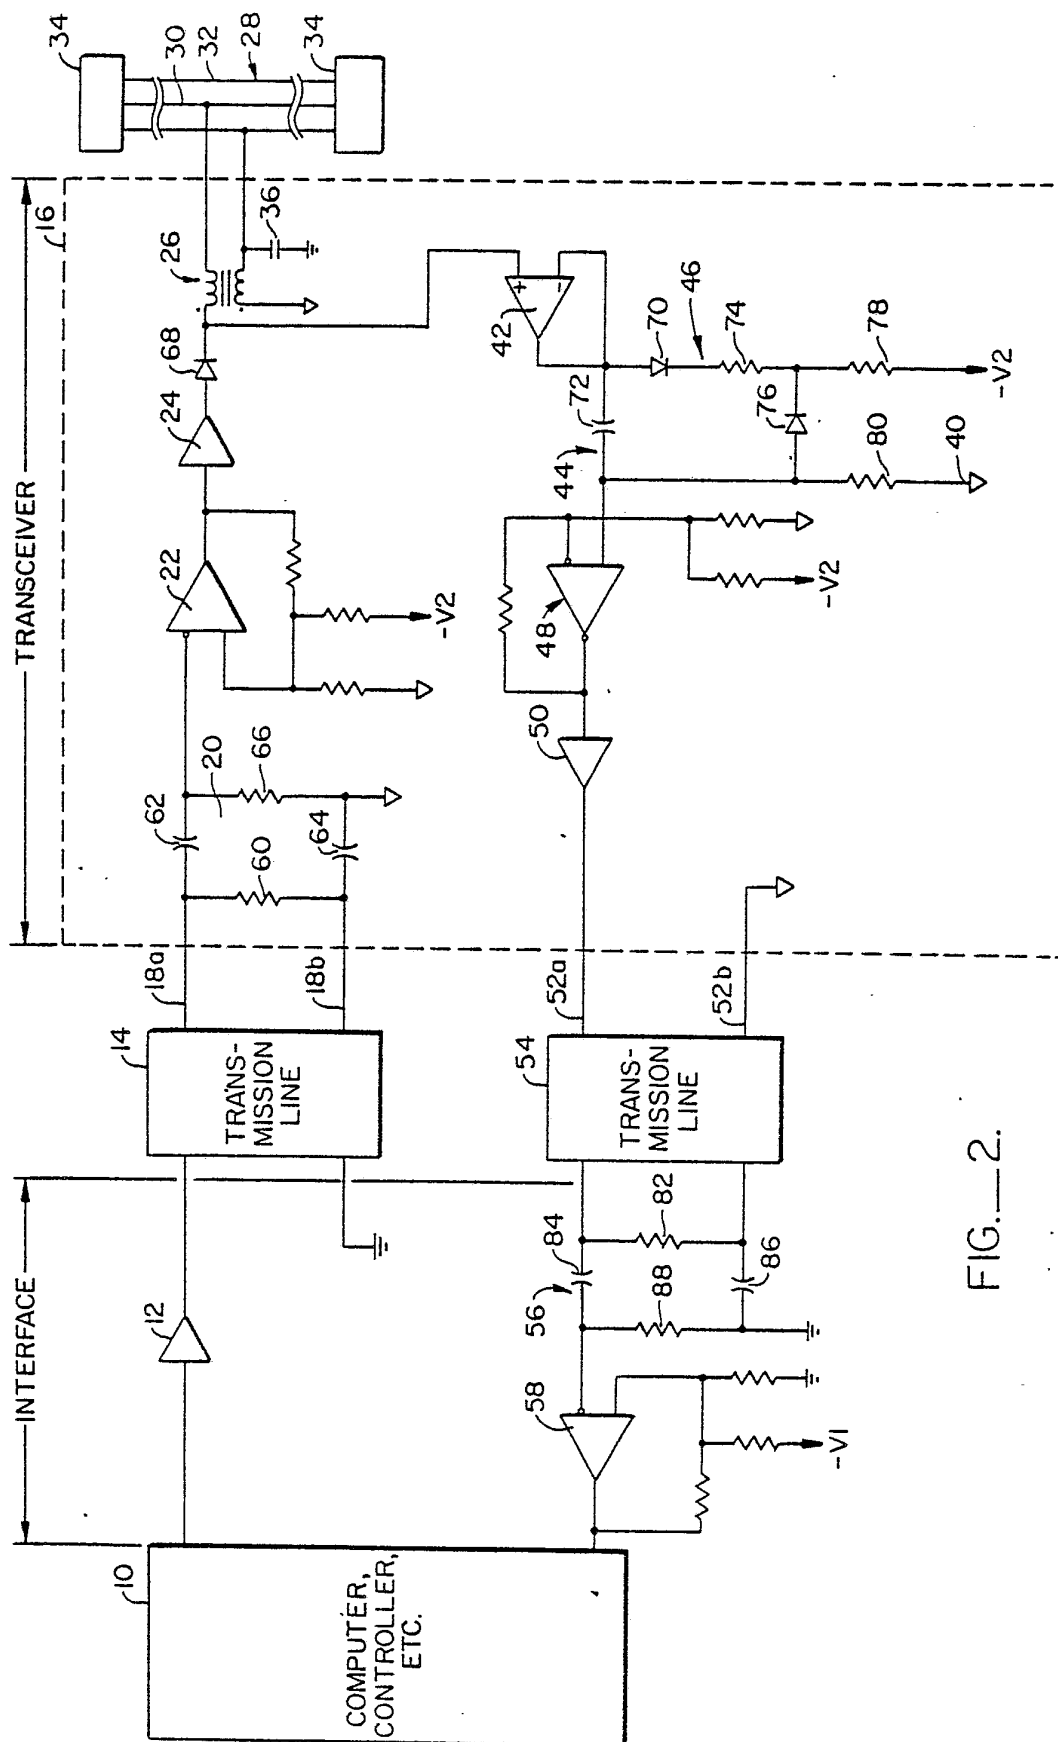 INTERFACE
TRANSCEIVER
16
10
COMPUTER,
CONTROLLER,
ETC.
12
14
TRANS-
MISSION
LINE
18a
18b
62
20
60
66
64
22
-V2
24
68
26
36
34
30
32
28
34
42
72
44
70
46
74
76
78
-V2
80
40
48
-V2
50
52a
52b
54
TRANS-
MISSION
LINE
82
84
56
88
86
58
-V1
FIG.__2.